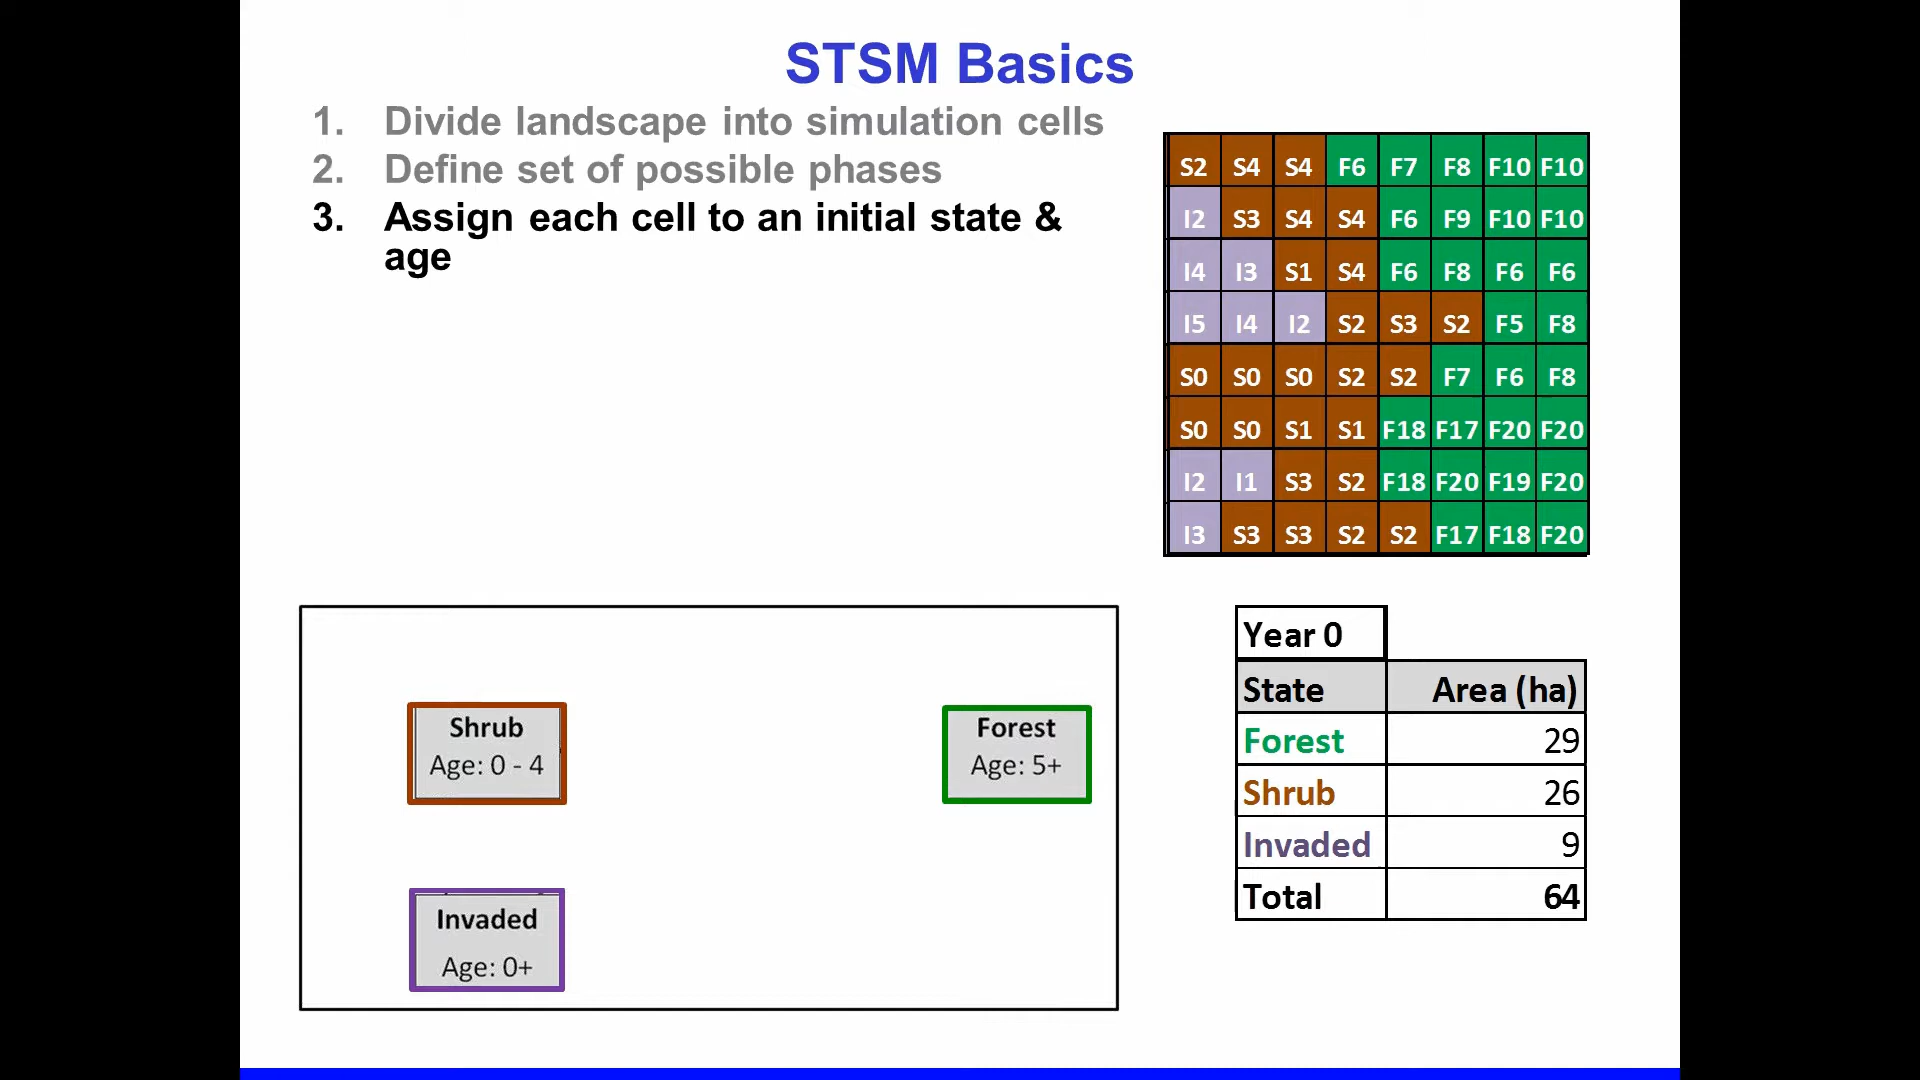 STSM Basics
1. Divide landscape into simulation cells
2. Define set of possible phases
3. Assign each cell to an initial state &
age
S2 S4 S4 F6 F7 F8 F10 F10
I2 S3 S4 S4 F6 F9 F10 F10
I4 I3 S1 S4 F6 F8 F6 F6
I5 I4 I2 S2 S3 S2 F5 F8
S0 S0 S0 S2 S2 F7 F6 F8
S0 S0 S1 S1 F18 F17 F20 F20
I2 I1 S3 S2 F18 F20 F19 F20
I3 S3 S3 S2 S2 F17 F18 F20
Shrub
Age: 0 - 4
Forest
Age: 5+
Invaded
Age: 0+
Year 0
State Area (ha)
Forest 29
Shrub 26
Invaded 9
Total 64